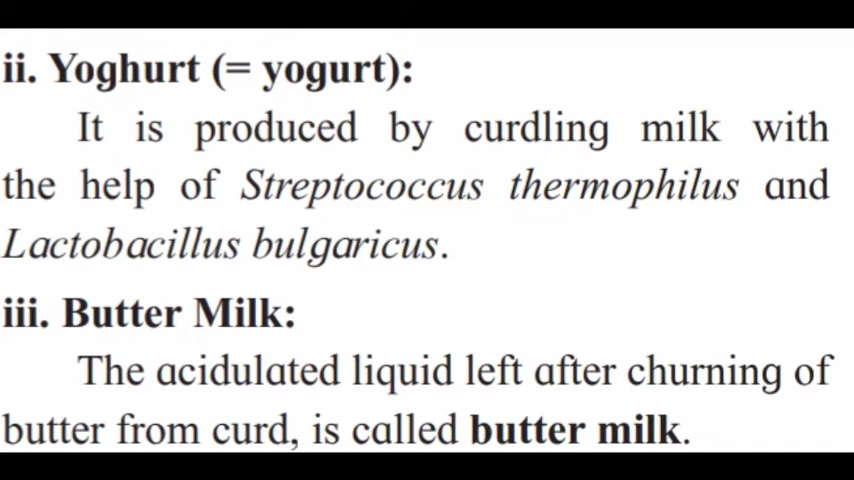 ii. Yoghurt (= yogurt):
It is produced by curdling milk with
the help of Streptococcus thermophilus and
Lactobacillus bulgaricus.
iii. Butter Milk:
The acidulated liquid left after churning of
butter from curd, is called butter milk.